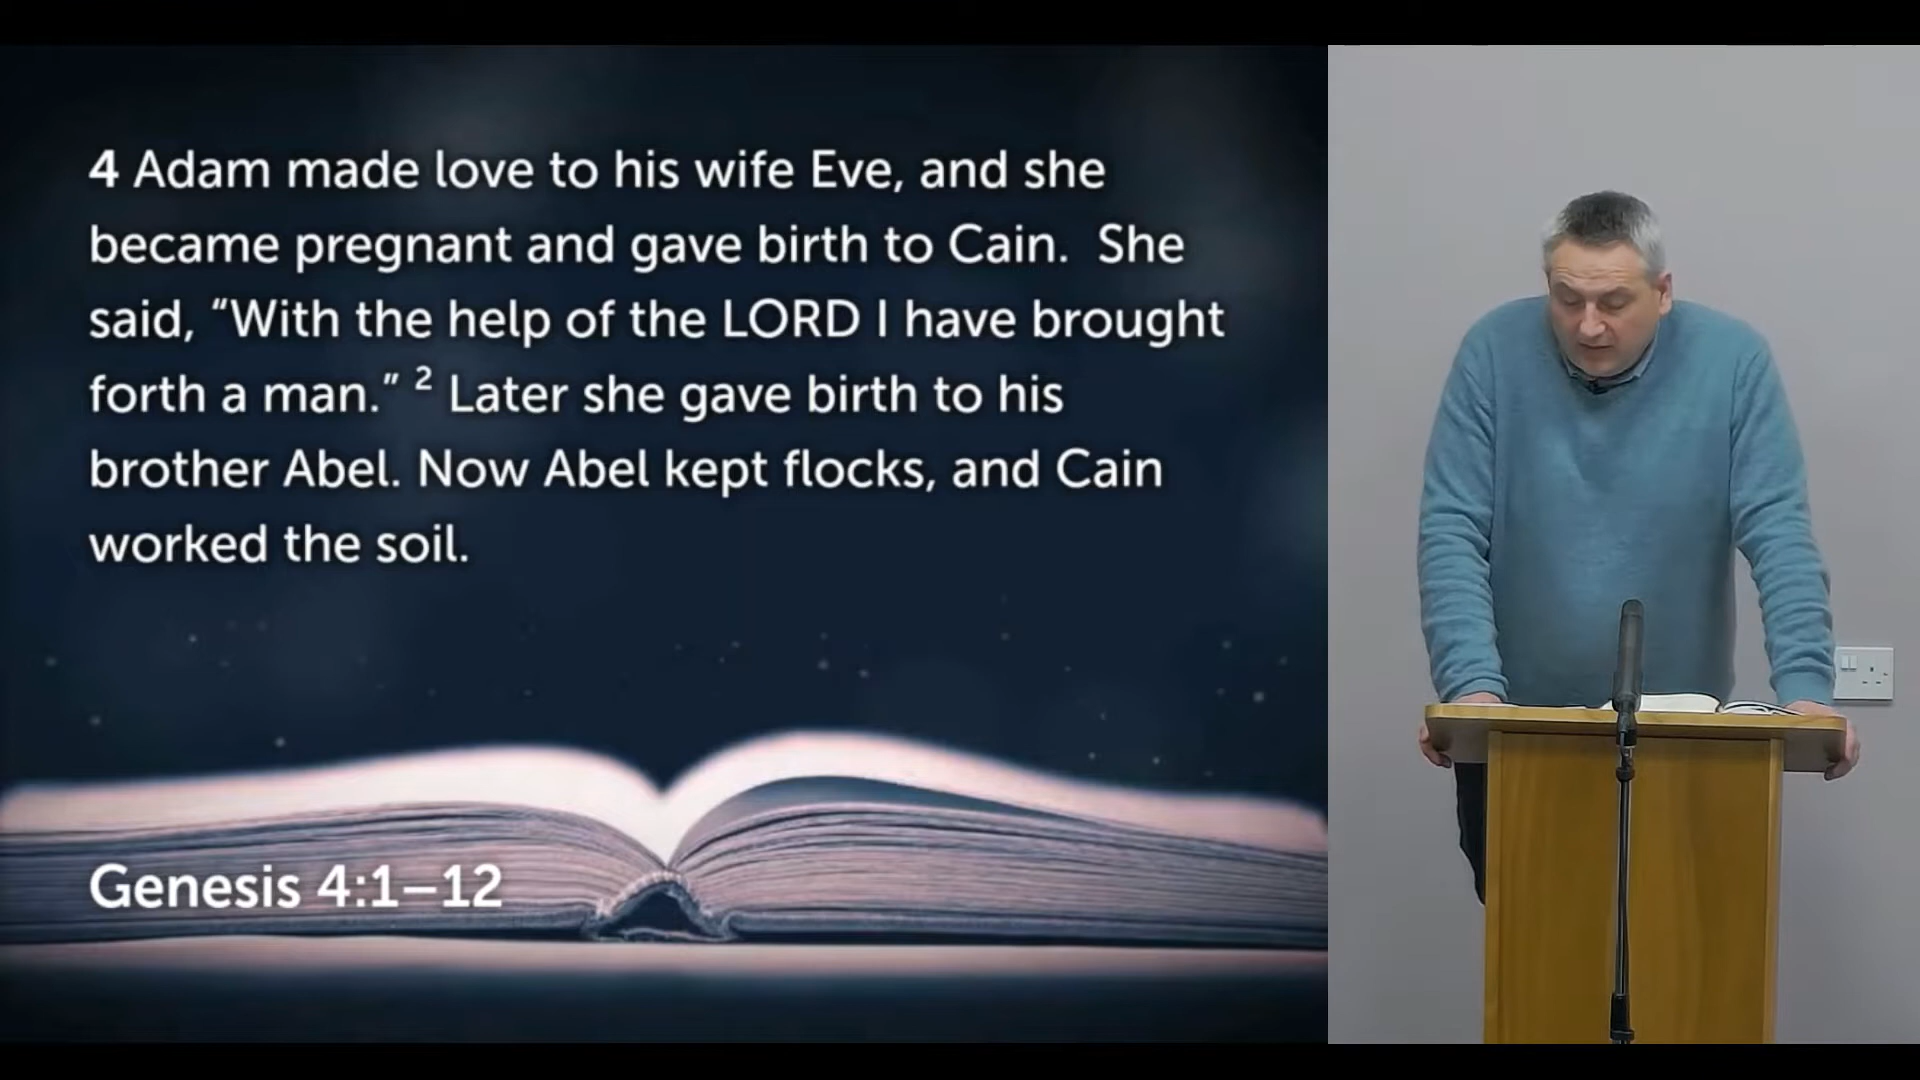 4 Adam made love to his wife Eve, and she
became pregnant and gave birth to Cain.  She
said, “With the help of the LORD I have brought
forth a man.” ² Later she gave birth to his
brother Abel. Now Abel kept flocks, and Cain
worked the soil.
Genesis 4:1–12